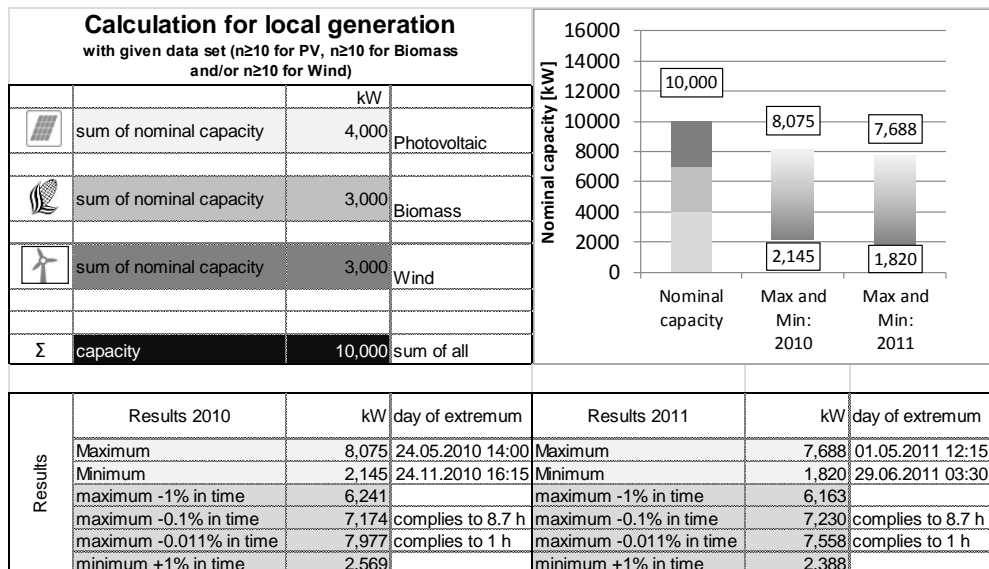 Calculation for local generation
with given data set (n≥10 for PV, n≥10 for Biomass
and/or n≥10 for Wind)
kW
sum of nominal capacity 4,000 Photovoltaic
sum of nominal capacity 3,000 Biomass
sum of nominal capacity 3,000 Wind
Σ capacity 10,000 sum of all
Nominal capacity [kW]
16000
14000
12000
10000
8000
6000
4000
2000
0
10,000
8,075
7,688
2,145
1,820
Nominal capacity
Max and Min: 2010
Max and Min: 2011
Results
Results 2010 kW day of extremum Results 2011 kW day of extremum
Maximum 8,075 24.05.2010 14:00 Maximum 7,688 01.05.2011 12:15
Minimum 2,145 24.11.2010 16:15 Minimum 1,820 29.06.2011 03:30
maximum -1% in time 6,241 maximum -1% in time 6,163
maximum -0.1% in time 7,174 complies to 8.7 h maximum -0.1% in time 7,230 complies to 8.7 h
maximum -0.011% in time 7,977 complies to 1 h maximum -0.011% in time 7,558 complies to 1 h
minimum +1% in time 2,569 minimum +1% in time 2,388